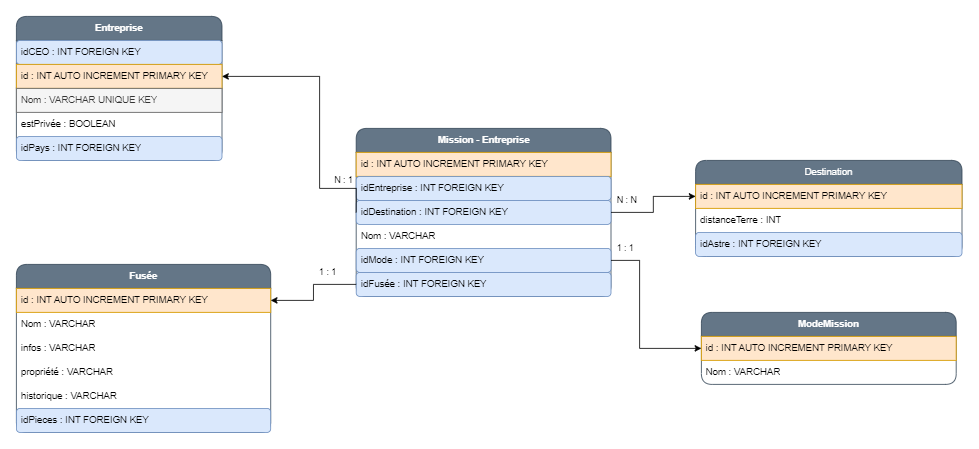 Entreprise
idCEO : INT FOREIGN KEY
id : INT AUTO INCREMENT PRIMARY KEY
Nom : VARCHAR UNIQUE KEY
estPrivée : BOOLEAN
idPays : INT FOREIGN KEY
Mission - Entreprise
id : INT AUTO INCREMENT PRIMARY KEY
idEntreprise : INT FOREIGN KEY
idDestination : INT FOREIGN KEY
Nom : VARCHAR
idMode : INT FOREIGN KEY
idFusée : INT FOREIGN KEY
N : 1
N : N
1 : 1
1 : 1
Destination
id : INT AUTO INCREMENT PRIMARY KEY
distanceTerre : INT
idAstre : INT FOREIGN KEY
Fusée
id : INT AUTO INCREMENT PRIMARY KEY
Nom : VARCHAR
infos : VARCHAR
propriété : VARCHAR
historique : VARCHAR
idPieces : INT FOREIGN KEY
ModeMission
id : INT AUTO INCREMENT PRIMARY KEY
Nom : VARCHAR